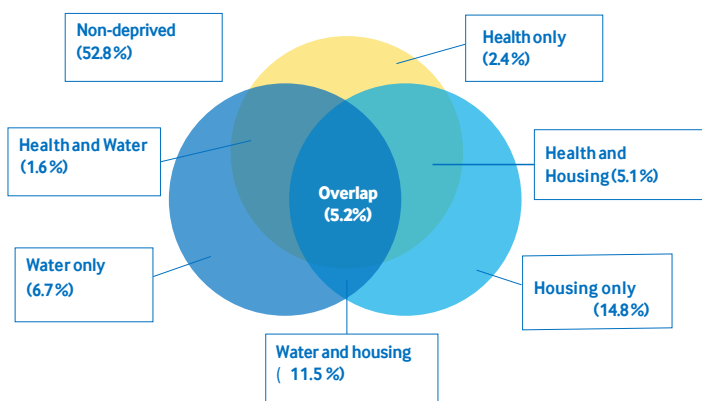 Non-deprived
(52.8%)
Health only
(2.4%)
Health and Water
(1.6%)
Health and
Housing (5.1%)
Overlap
(5.2%)
Water only
(6.7%)
Housing only
(14.8%)
Water and housing
( 11.5%)